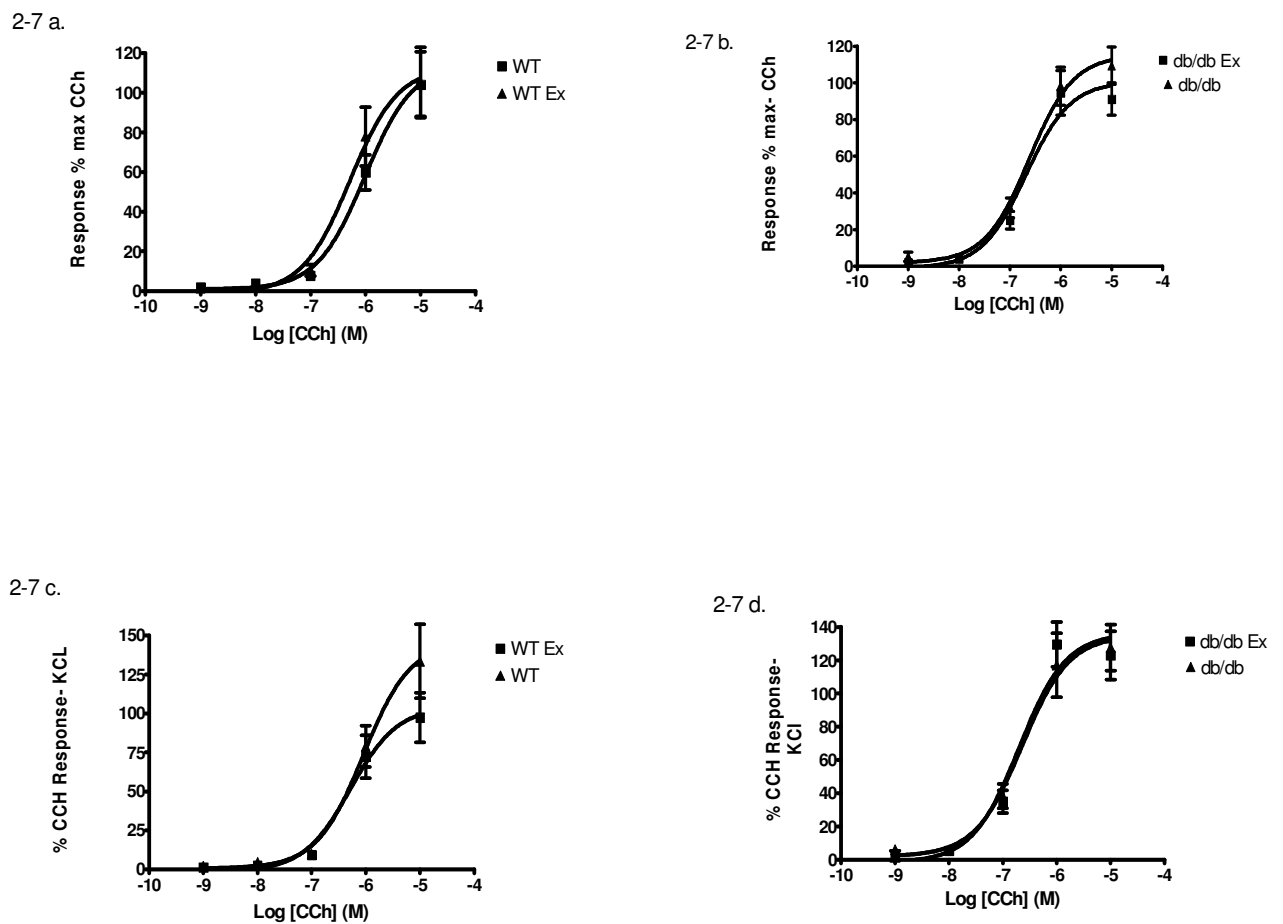 2-7 a.
Response % max CCh
120
100
80
60
40
20
0
-10 -9 -8 -7 -6 -5 -4
Log [CCh] (M)
WT
WT Ex
2-7 b.
Response % max- CCh
120
100
80
60
40
20
0
-10 -9 -8 -7 -6 -5 -4
Log [CCh] (M)
db/db Ex
db/db
2-7 c.
% CCH Response- KCL
150
125
100
75
50
25
0
-10 -9 -8 -7 -6 -5 -4
Log [CCh] (M)
WT Ex
WT
2-7 d.
% CCH Response-
KCl
140
120
100
80
60
40
20
0
-10 -9 -8 -7 -6 -5 -4
Log [CCh] (M)
db/db Ex
db/db